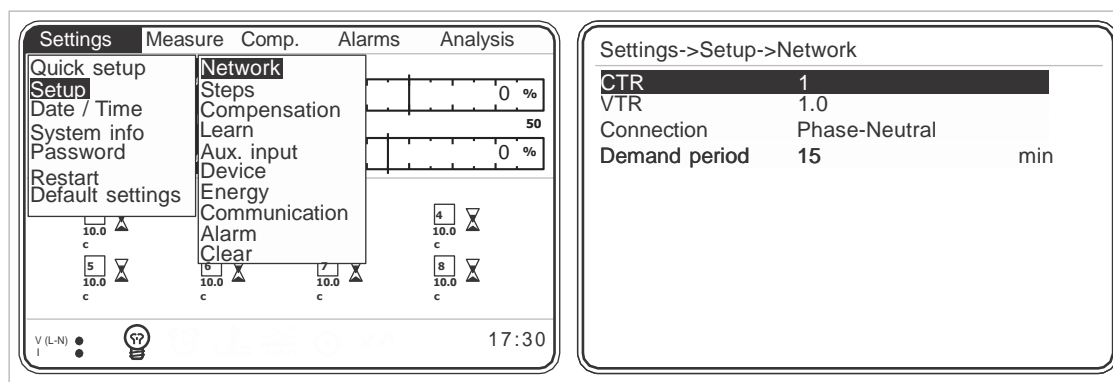 Settings Measure Comp. Alarms Analysis
Quick setup
Setup
Date / Time
System info
Password
Restart
Default settings
Network
Steps
Compensation
Learn
Aux. input
Device
Energy
Communication
Alarm
Clear
0 %
50
0 %
10.0
c
4
10.0
c
5
10.0
c
6
10.0
c
7
10.0
c
8
10.0
c
V (L-N)
I
17:30
Settings->Setup->Network
CTR 1
VTR 1.0
Connection Phase-Neutral
Demand period 15 min